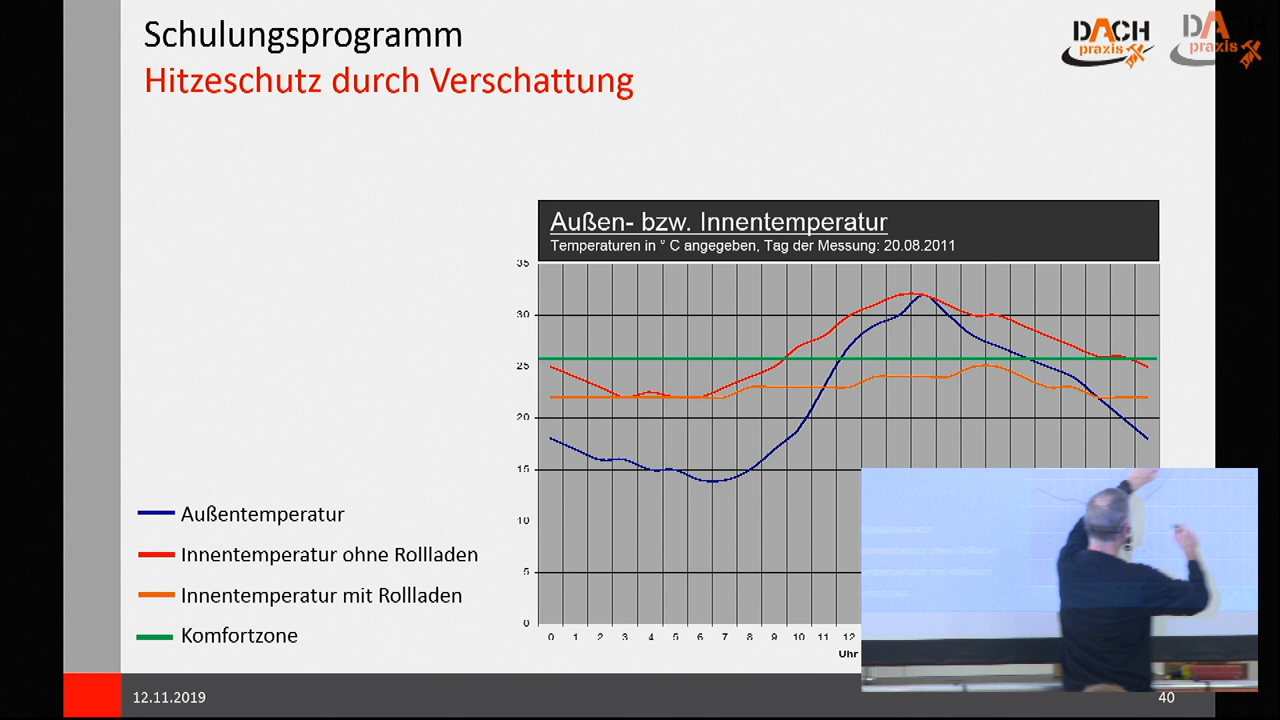 Schulungsprogramm
Hitzeschutz durch Verschattung
DACH
praxis
DACH
praxis
Außen- bzw. Innentemperatur
Temperaturen in ° C angegeben, Tag der Messung: 20.08.2011
35
30
25
20
15
10
5
0
0 1 2 3 4 5 6 7 8 9 10 11 12
Uhr
Außentemperatur
Innentemperatur ohne Rollladen
Innentemperatur mit Rollladen
Komfortzone
12.11.2019
40